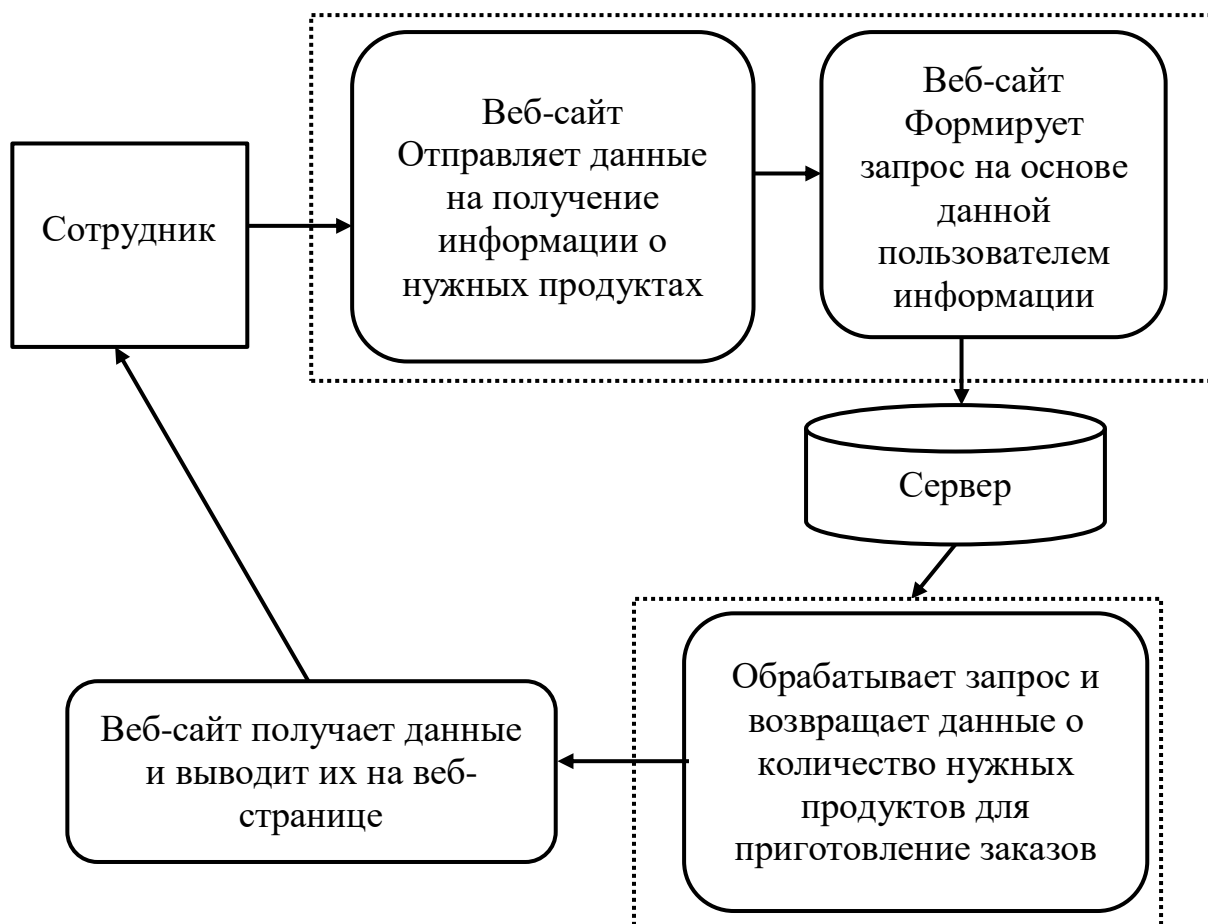 Сотрудник
Веб-сайт
Отправляет данные
на получение
информации о
нужных продуктах
Веб-сайт
Формирует
запрос на основе
данной
пользователем
информации
Сервер
Обрабатывает запрос и
возвращает данные о
количество нужных
продуктов для
приготовление заказов
Веб-сайт получает данные
и выводит их на веб-
странице